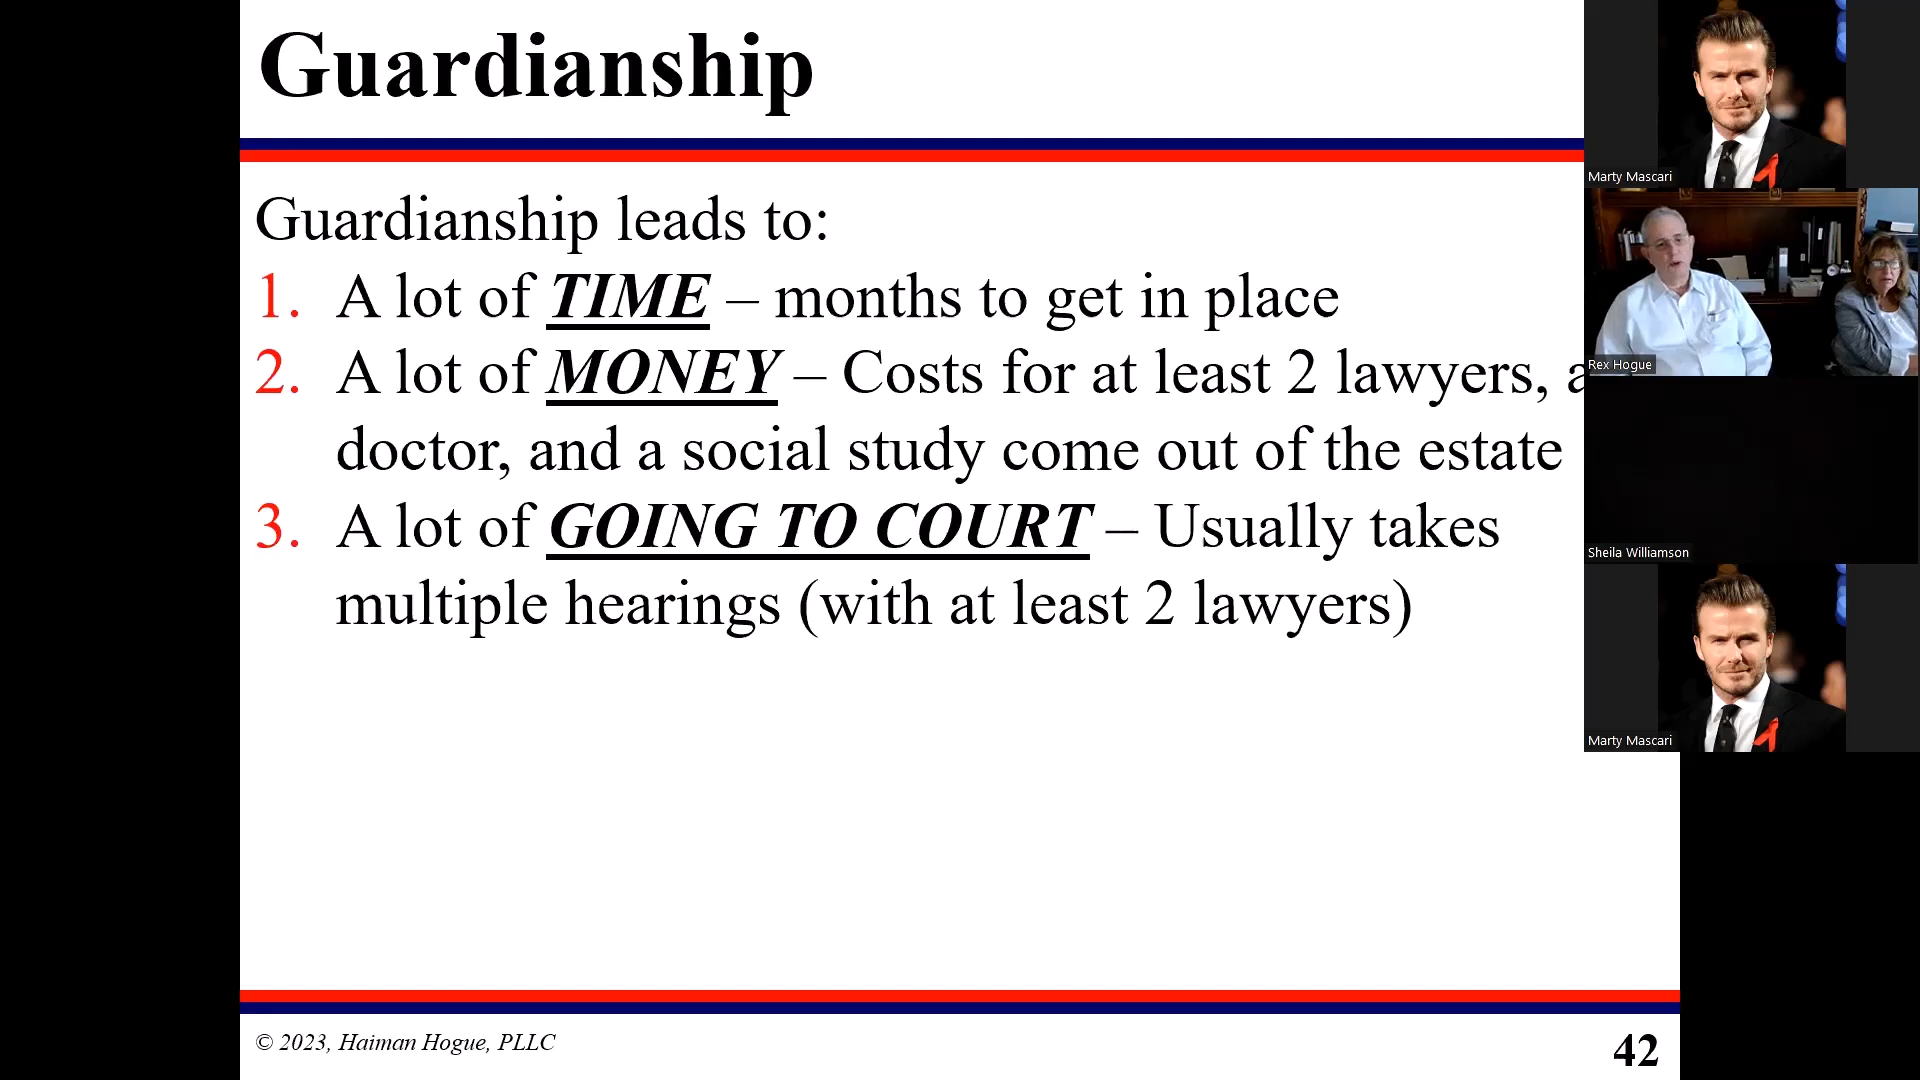 Guardianship
Guardianship leads to:
1. A lot of TIME – months to get in place
2. A lot of MONEY – Costs for at least 2 lawyers, a
doctor, and a social study come out of the estate
3. A lot of GOING TO COURT – Usually takes
multiple hearings (with at least 2 lawyers)
© 2023, Haiman Hogue, PLLC
42
Marty Mascari
Rex Hogue
Sheila Williamson
Marty Mascari